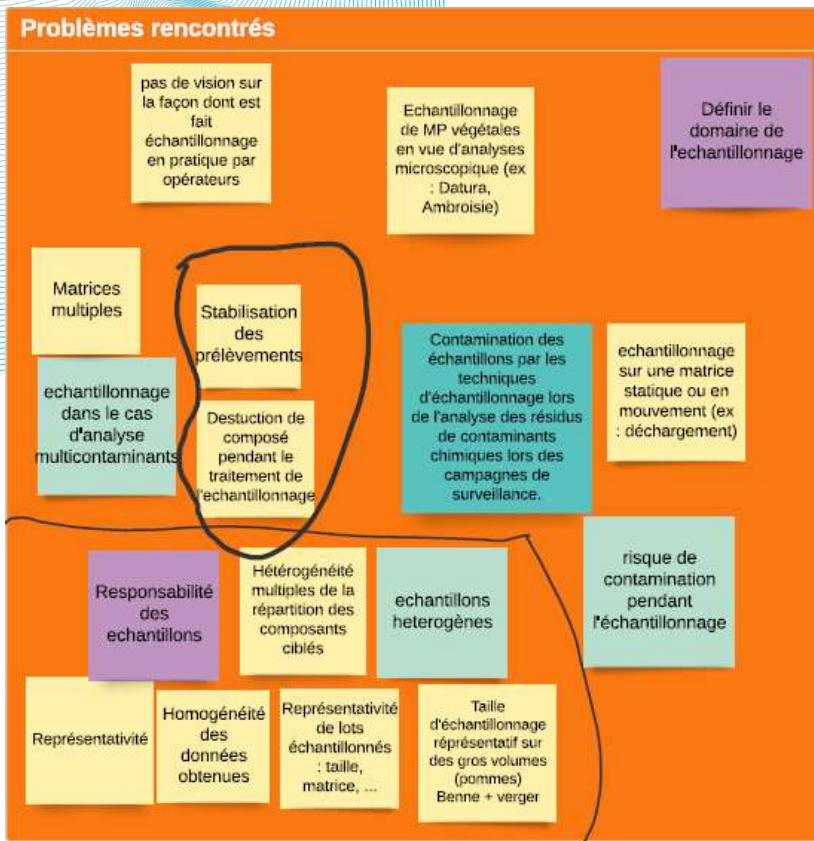 Problèmes rencontrés
pas de vision sur
la façon dont est
fait
échantillonnage
en pratique par
opérateurs
Echantillonnage
de MP végétales
en vue d'analyses
microscopique (ex
: Datura,
Ambroisie)
Définir le
domaine de
l'echantillonnage
Matrices
multiples
echantillonnage
dans le cas
d'analyse
multicontaminants
Stabilisation
des
prélèvements
Destuction de
composé
pendant le
traitement de
l'echantillonnage
Contamination des
échantillons par les
techniques
d'échantillonnage lors
de l'analyse des résidus
de contaminants
chimiques lors des
campagnes de
surveillance.
echantillonnage
sur une matrice
statique ou en
mouvement (ex
: déchargement)
Responsabilité
des
echantillons
Hétérogénéité
multiples de la
répartition des
composants
ciblés
echantillons
heterogènes
risque de
contamination
pendant
l'échantillonnage
Représentativité
Homogénéité
des
données
obtenues
Représentativité
de lots
échantillonnés
: taille,
matrice, ...
Taille
d'échantillonnage
réprésentatif sur
des gros volumes
(pommes)
Benne + verger